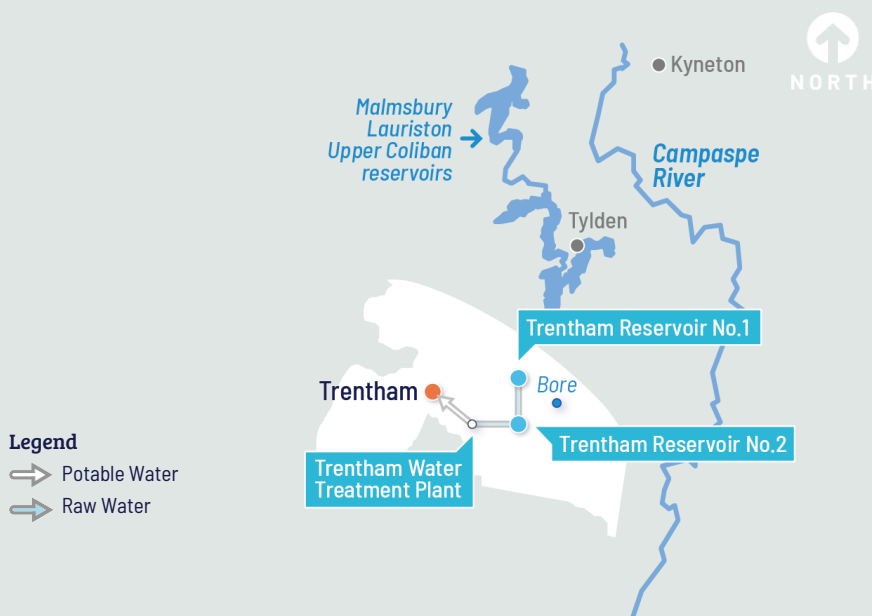 NORTH
Kyneton
Malmsbury
Lauriston
Upper Coliban
reservoirs
Campaspe
River
Tylden
Trentham Reservoir No.1
Trentham
Bore
Trentham Reservoir No.2
Trentham Water
Treatment Plant
Legend
Potable Water
Raw Water